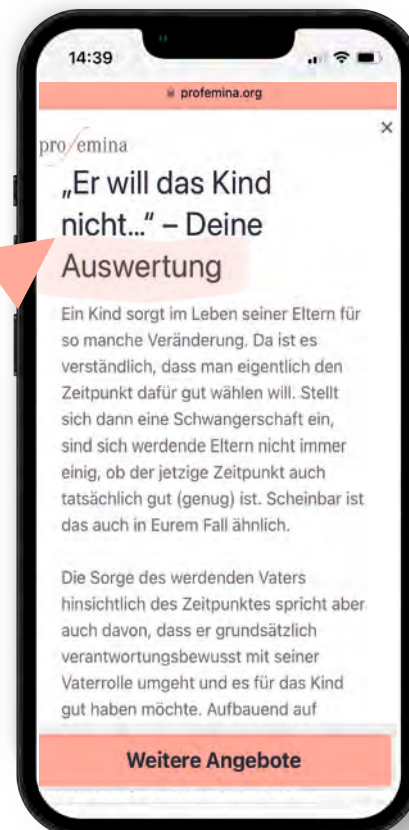 14:39
profemina.org
×
pro femina
„Er will das Kind
nicht...“ – Deine
Auswertung
Ein Kind sorgt im Leben seiner Eltern für
so manche Veränderung. Da ist es
verständlich, dass man eigentlich den
Zeitpunkt dafür gut wählen will. Stellt
sich dann eine Schwangerschaft ein,
sind sich werdende Eltern nicht immer
einig, ob der jetzige Zeitpunkt auch
tatsächlich gut (genug) ist. Scheinbar ist
das auch in Eurem Fall ähnlich.
Die Sorge des werdenden Vaters
hinsichtlich des Zeitpunktes spricht aber
auch davon, dass er grundsätzlich
verantwortungsbewusst mit seiner
Vaterrolle umgeht und es für das Kind
gut haben möchte. Aufbauend auf
Weitere Angebote